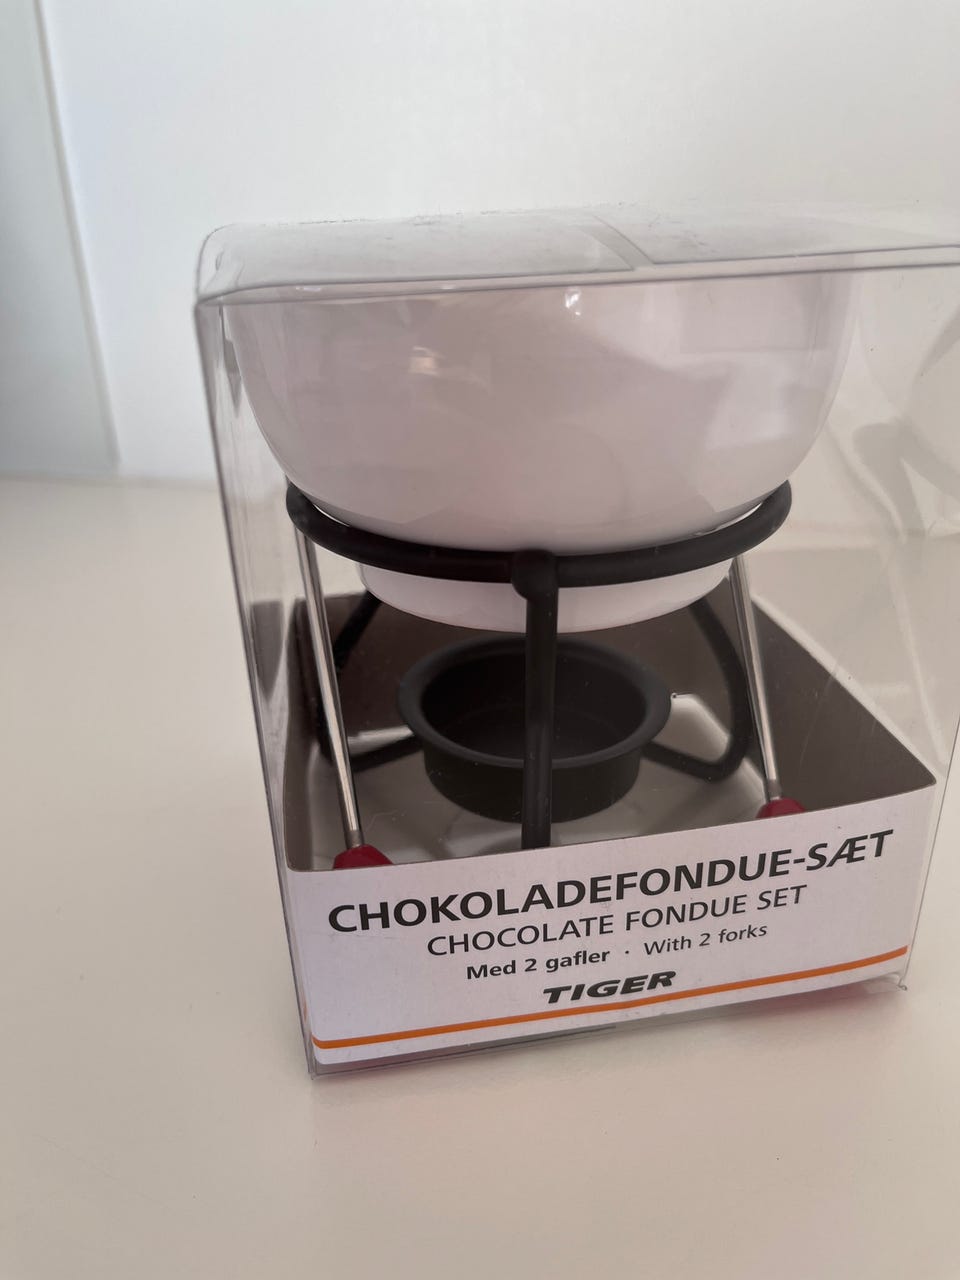 CHOKOLADEFONDUE-SÆT
CHOCOLATE FONDUE SET
Med 2 gafler · With 2 forks
TIGER